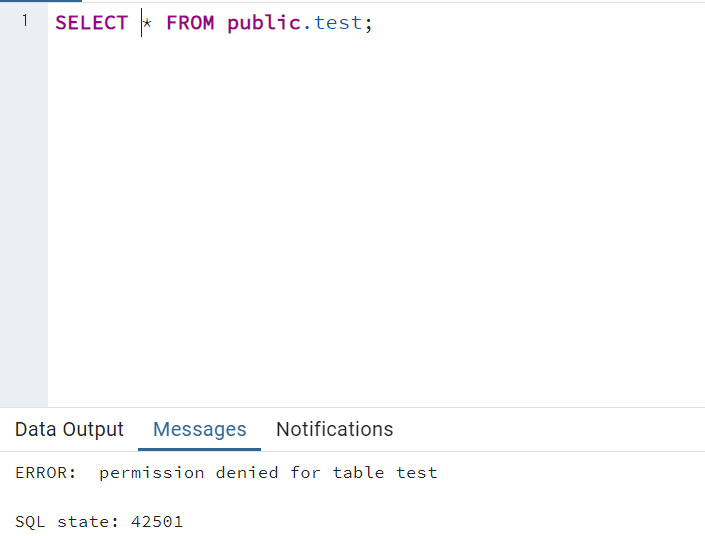 1 SELECT * FROM public.test;
Data Output Messages Notifications
ERROR:  permission denied for table test
SQL state: 42501